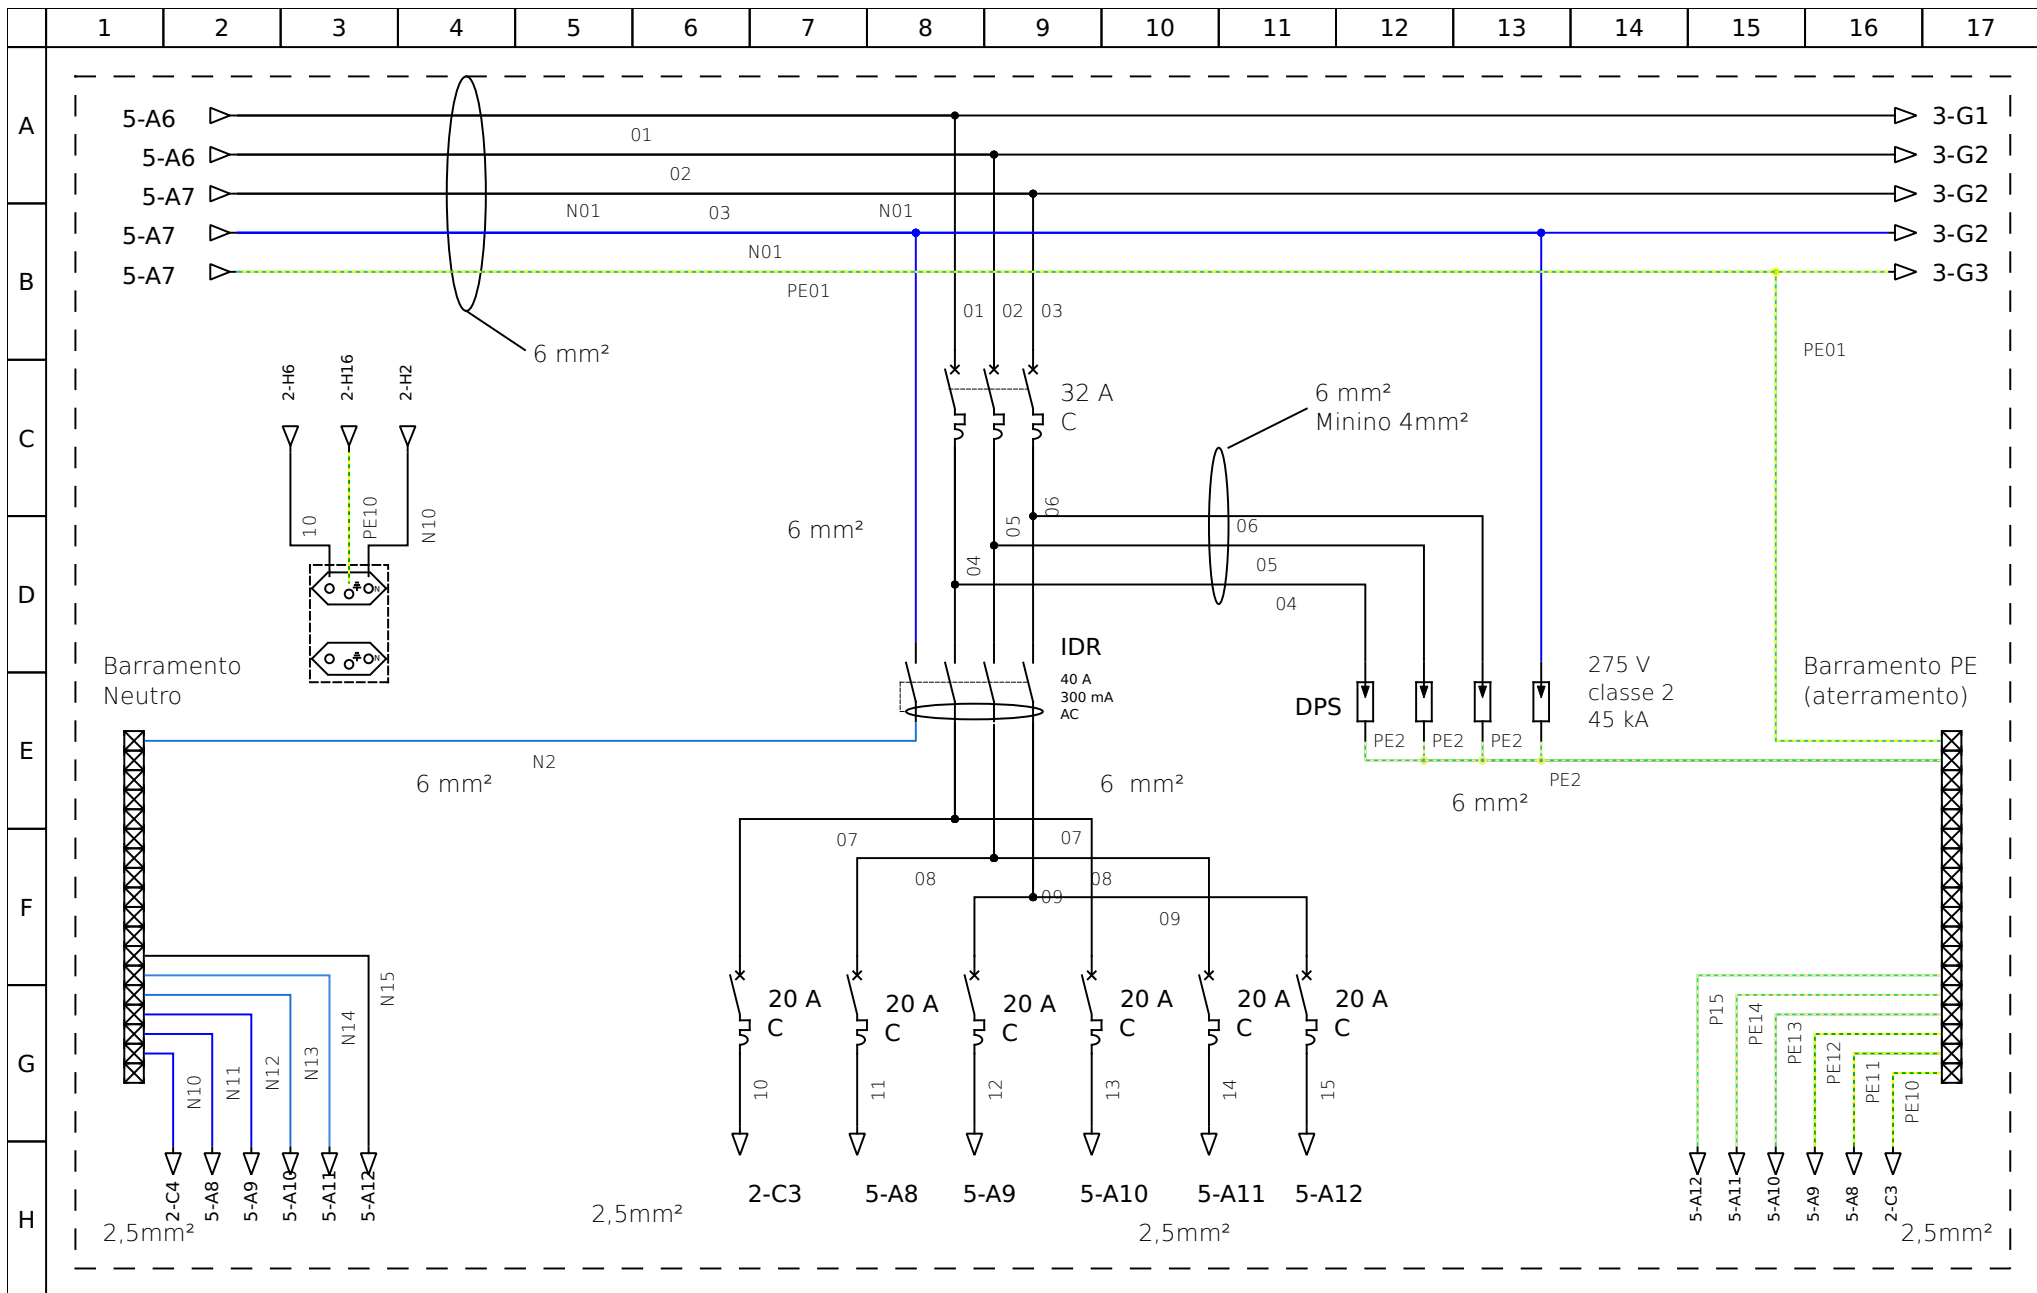 1 2 3 4 5 6 7 8 9 10 11 12 13 14 15 16 17
A
5-A6
3-G1
01
5-A6
3-G2
02
5-A7
3-G2
N01 03 N01
5-A7
3-G2
N01
B
5-A7
3-G3
PE01
01 02 03
6 mm²
PE01
2-H6 2-H16 2-H2
C
32 A
C
6 mm²
Minino 4mm²
10 PE10 N10
6 mm²
04 05 06
06
05
04
D
N
N
IDR
40 A
300 mA
AC
Barramento
Neutro
DPS
275 V
classe 2
45 kA
Barramento PE
(aterramento)
E
N2
PE2 PE2 PE2
PE2
6 mm²
6 mm²
6 mm²
07 07
08 08
F
09
09
N15
N14
N13
N12
N11
N10
G
20 A
C
20 A
C
20 A
C
20 A
C
20 A
C
20 A
C
10 11 12 13 14 15
P15
PE14
PE13
PE12
PE11
PE10
H
2-C4 5-A8 5-A9 5-A10 5-A11 5-A12
2-C3 5-A8 5-A9 5-A10 5-A11 5-A12
5-A12 5-A11 5-A10 5-A9 5-A8 2-C3
2,5mm²
2,5mm²
2,5mm²
2,5mm²